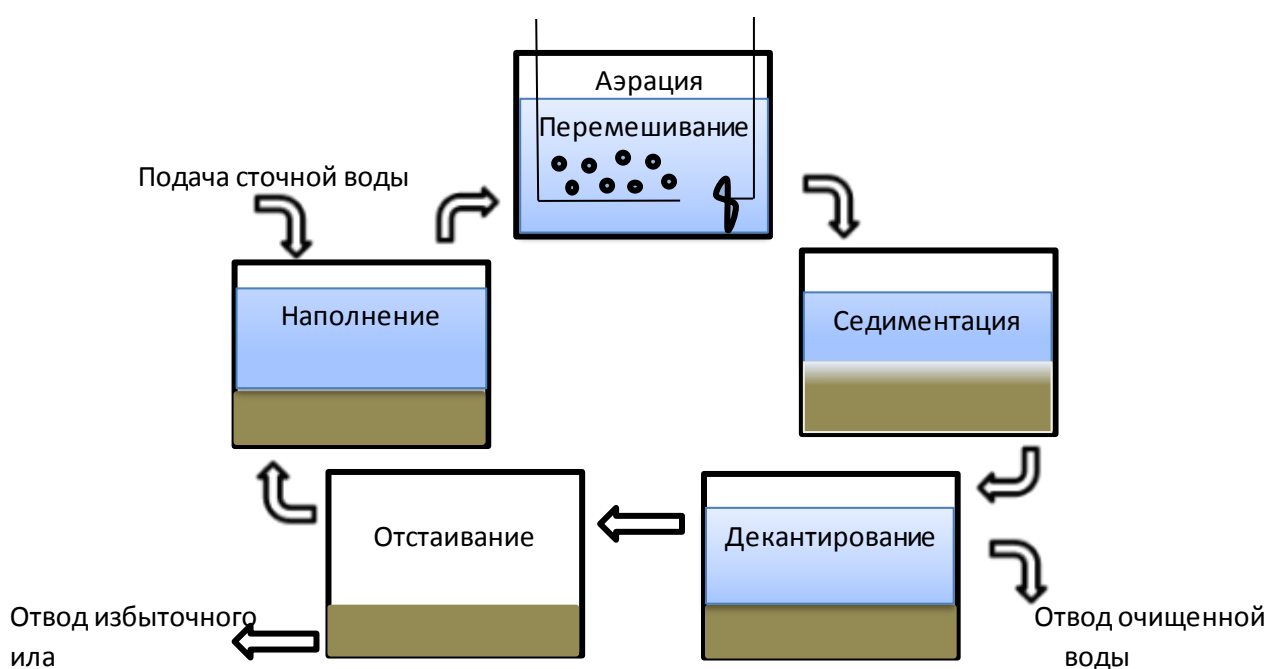 Аэрация
Перемешивание
Подача сточной воды
Наполнение
Седиментация
Отстаивание
Декантирование
Отвод избыточного
ила
Отвод очищенной
воды